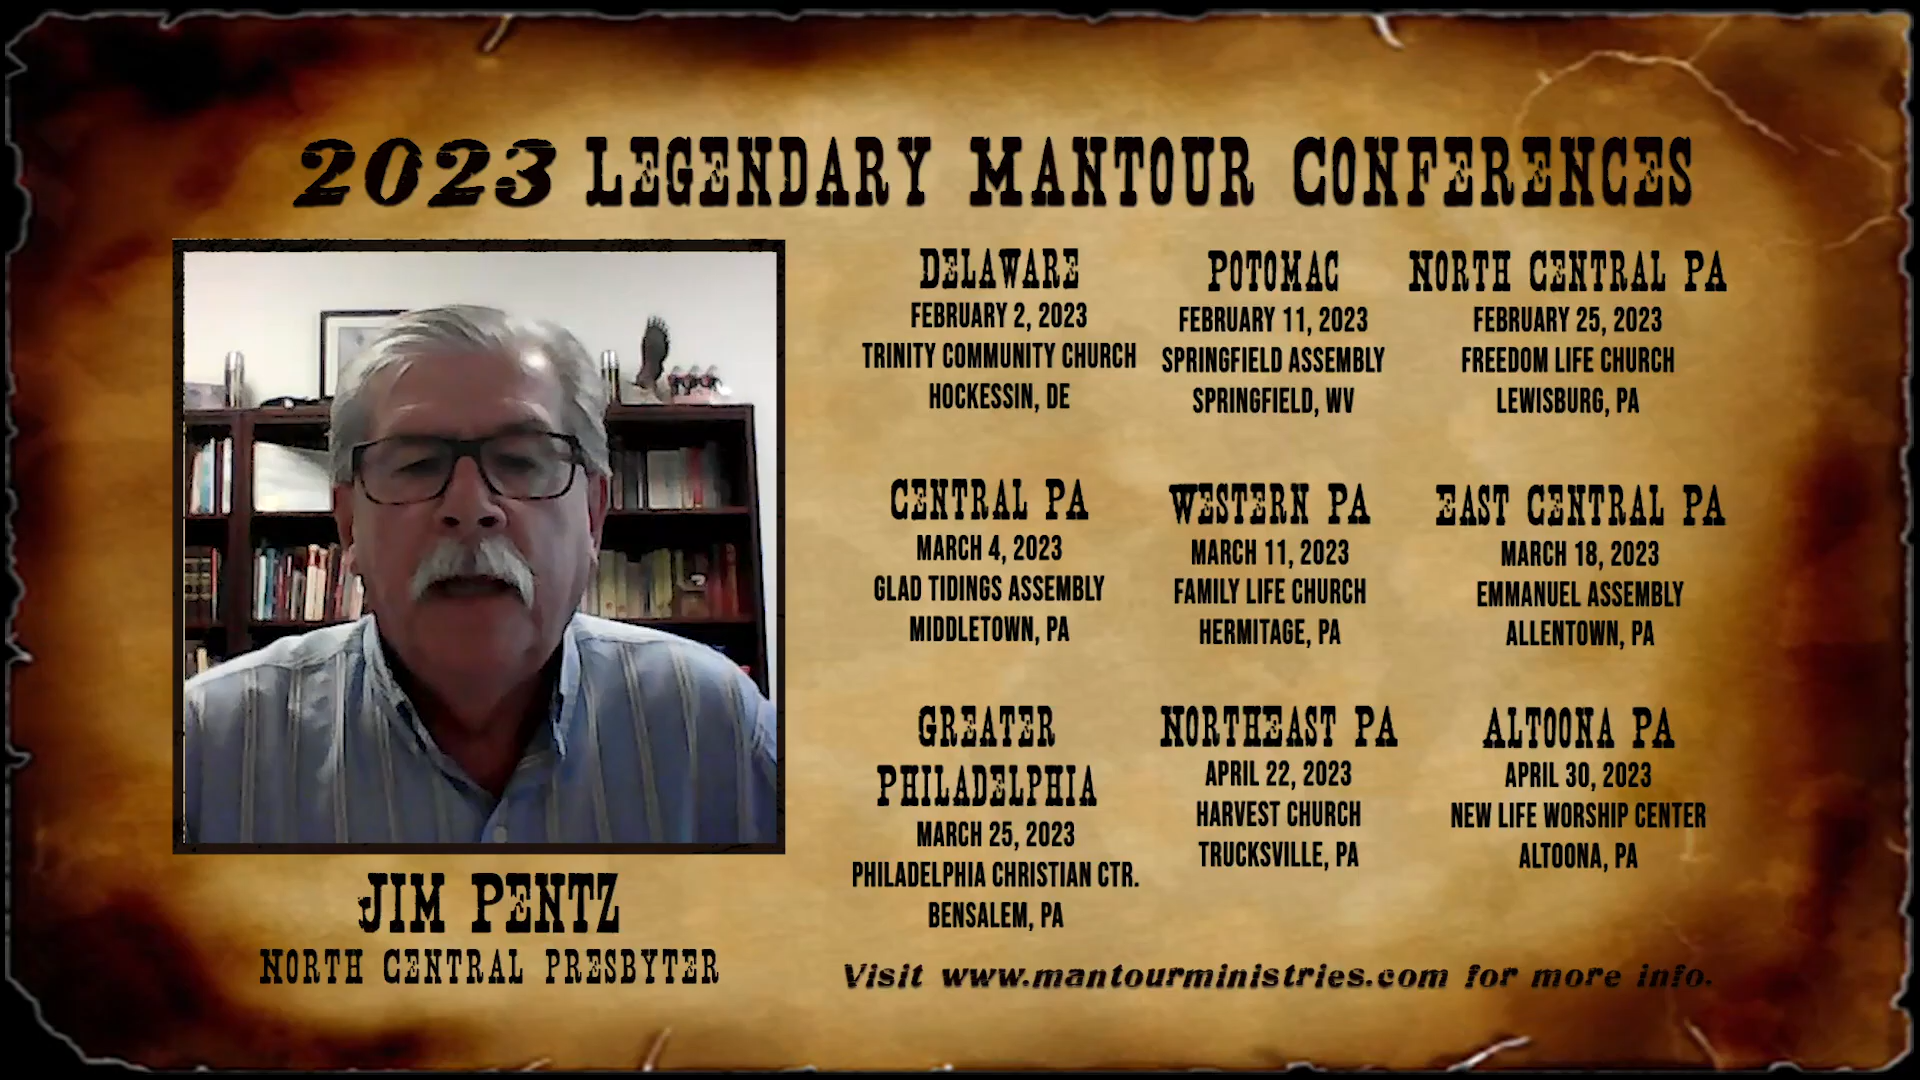 2023 LEGENDARY MANTOUR CONFERENCES
DELAWARE
FEBRUARY 2, 2023
TRINITY COMMUNITY CHURCH
HOCKESSIN, DE
POTOMAC
FEBRUARY 11, 2023
SPRINGFIELD ASSEMBLY
SPRINGFIELD, WV
NORTH CENTRAL PA
FEBRUARY 25, 2023
FREEDOM LIFE CHURCH
LEWISBURG, PA
CENTRAL PA
MARCH 4, 2023
GLAD TIDINGS ASSEMBLY
MIDDLETOWN, PA
WESTERN PA
MARCH 11, 2023
FAMILY LIFE CHURCH
HERMITAGE, PA
EAST CENTRAL PA
MARCH 18, 2023
EMMANUEL ASSEMBLY
ALLENTOWN, PA
GREATER
PHILADELPHIA
MARCH 25, 2023
PHILADELPHIA CHRISTIAN CTR.
BENSALEM, PA
NORTHEAST PA
APRIL 22, 2023
HARVEST CHURCH
TRUCKSVILLE, PA
ALTOONA PA
APRIL 30, 2023
NEW LIFE WORSHIP CENTER
ALTOONA, PA
JIM PENTZ
NORTH CENTRAL PRESBYTER
Visit www.mantourministries.com for more info.